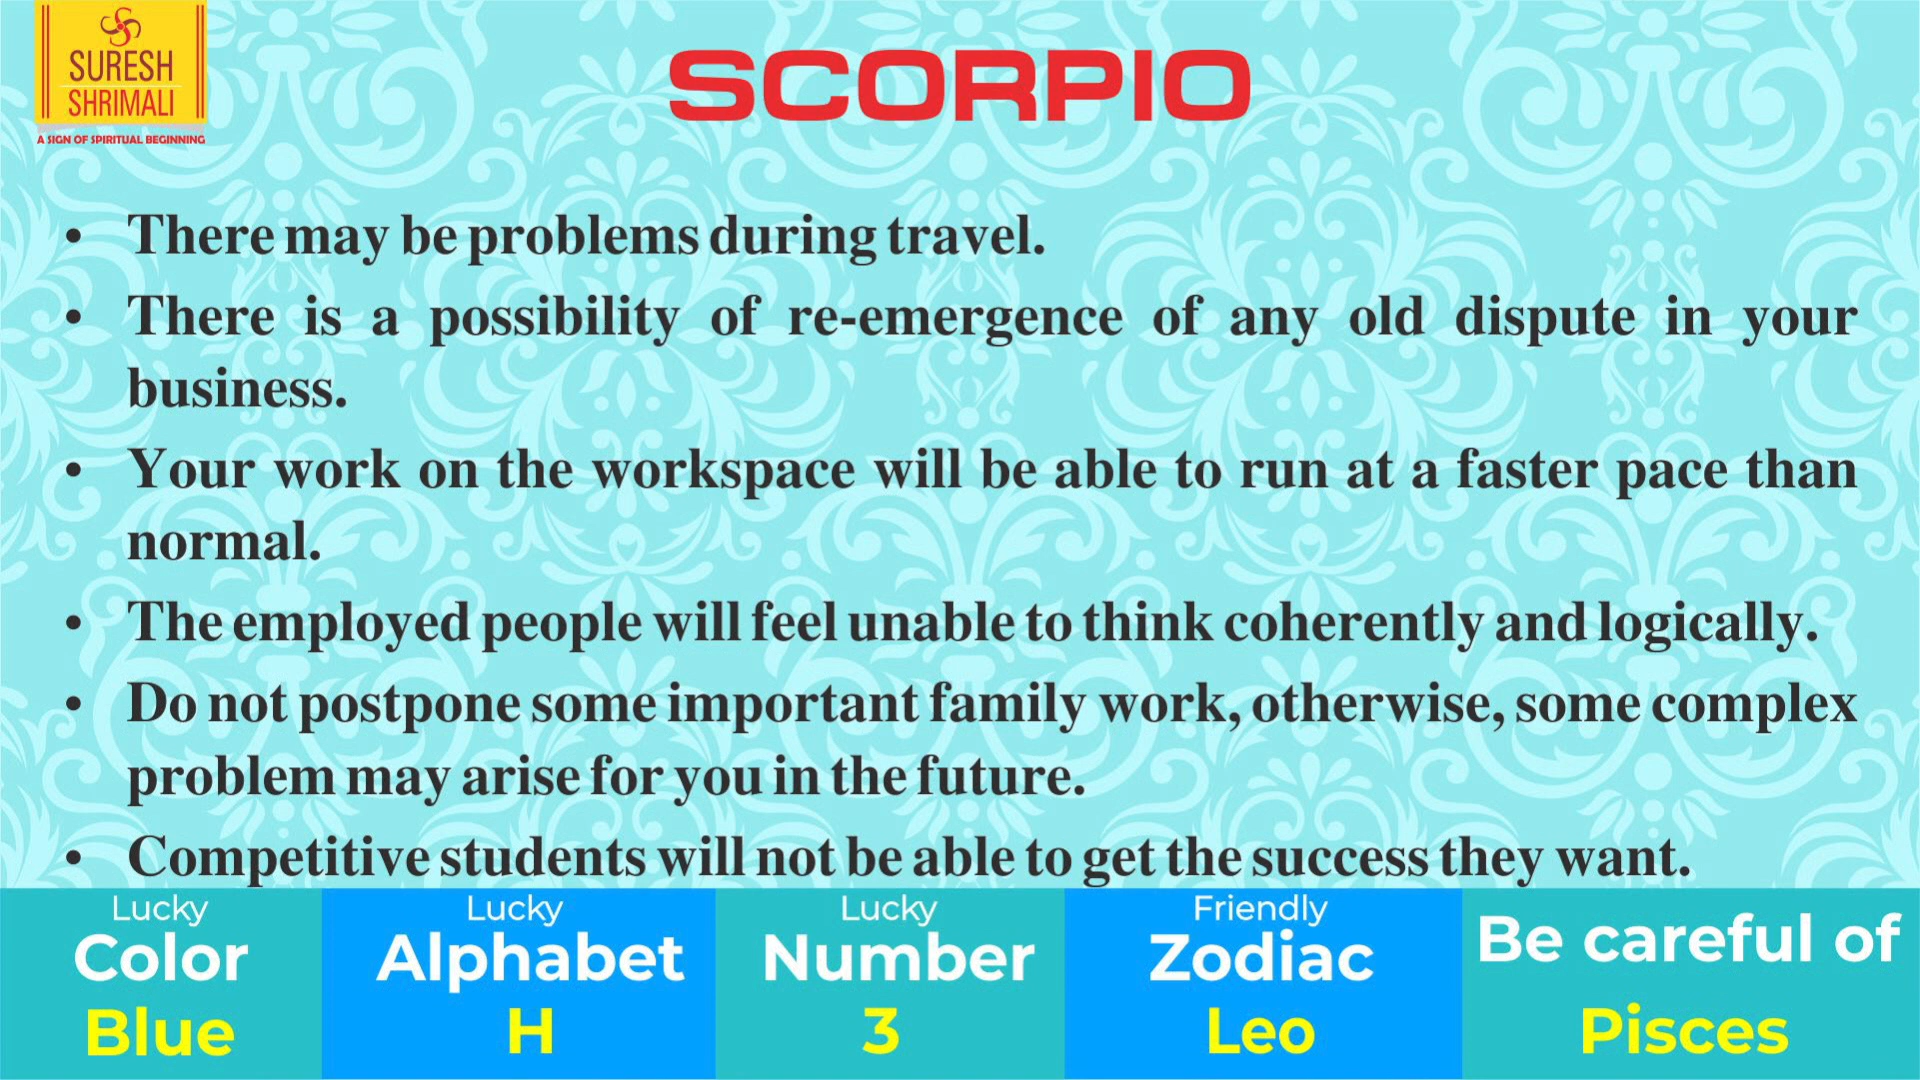 SURESH
SHRIMALI
A SIGN OF SPIRITUAL BEGINNING
SCORPIO
• There may be problems during travel.
• There is a possibility of re-emergence of any old dispute in your
business.
• Your work on the workspace will be able to run at a faster pace than
normal.
• The employed people will feel unable to think coherently and logically.
• Do not postpone some important family work, otherwise, some complex
problem may arise for you in the future.
• Competitive students will not be able to get the success they want.
Lucky
Color
Blue
Lucky
Alphabet
H
Lucky
Number
3
Friendly
Zodiac
Leo
Be careful of
Pisces